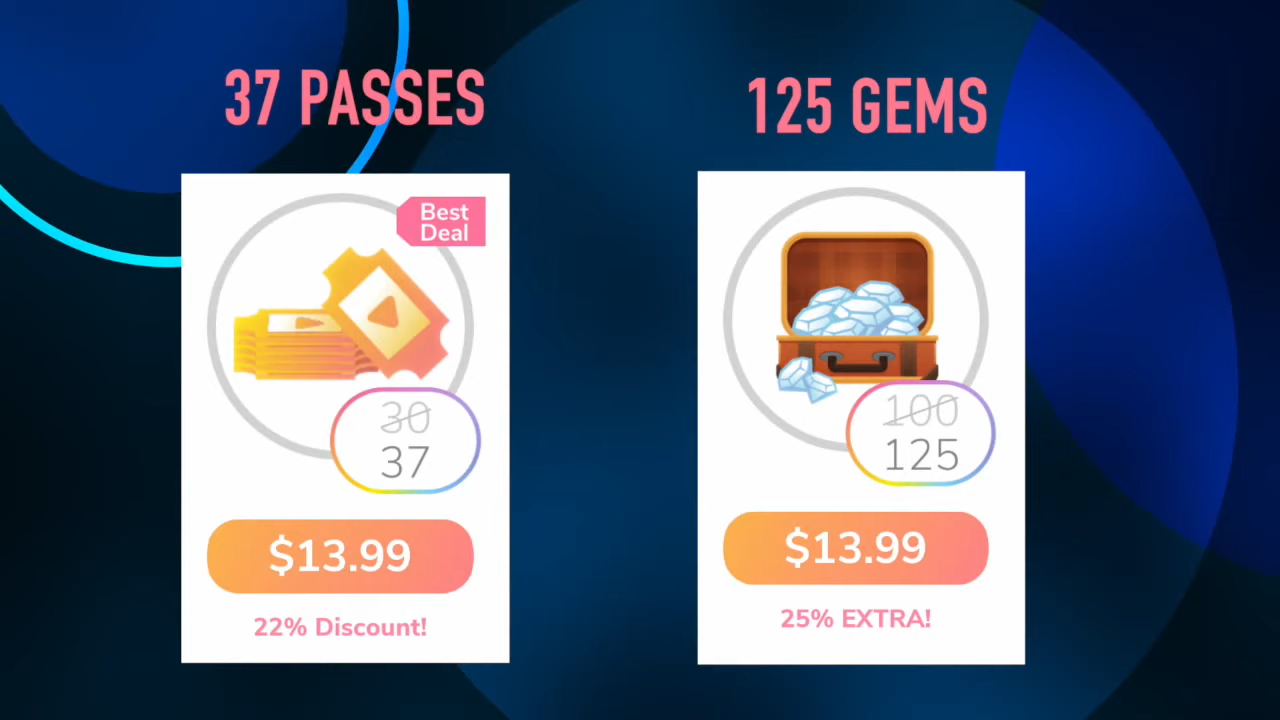 37 PASSES
Best
Deal
30
37
$13.99
22% Discount!
125 GEMS
100
125
$13.99
25% EXTRA!